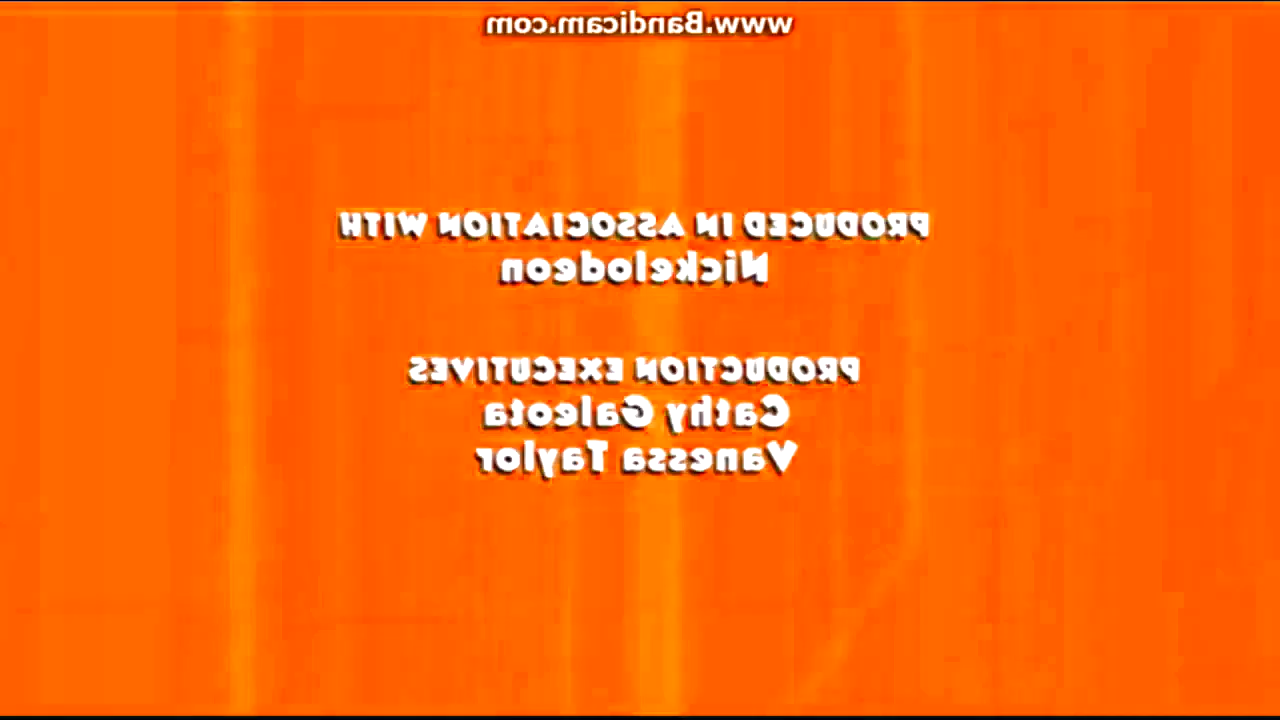 www.Bandicam.com
PRODUCED IN ASSOCIATION WITH
Nickelodeon
PRODUCTION EXECUTIVES
Cathy Galeota
Vanessa Taylor